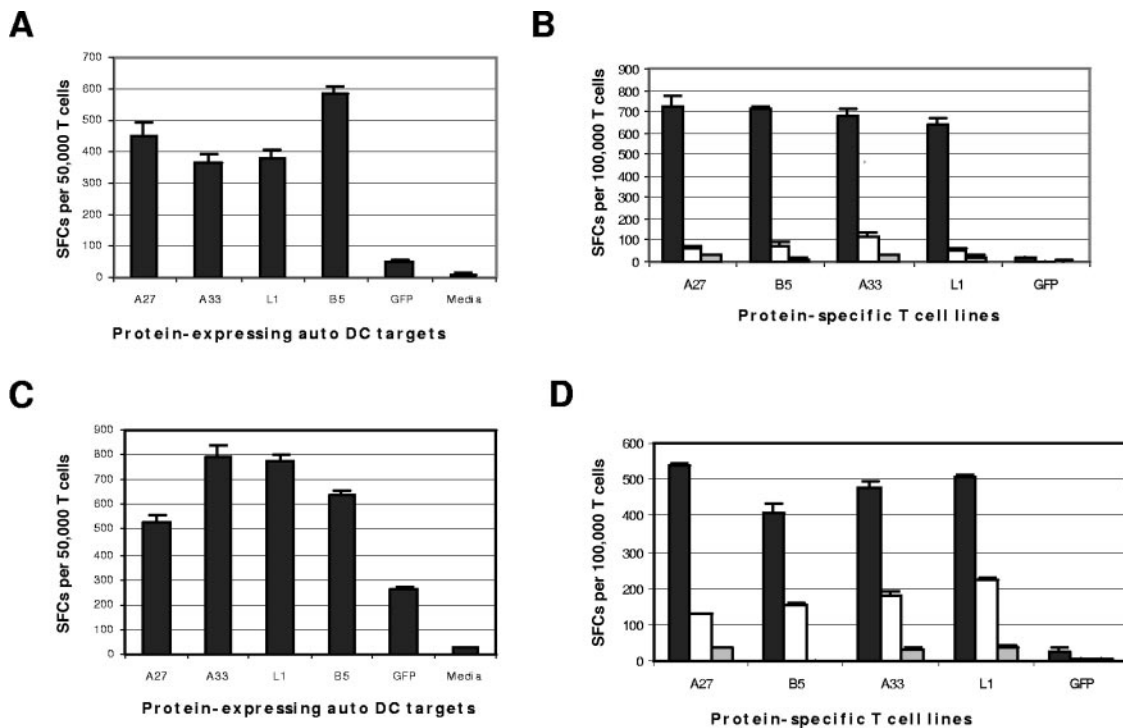 A
SFCs per 50,000 T cells
700
600
500
400
300
200
100
0
A27 A33 L1 B5 GFP Media
Protein-expressing auto DC targets
B
SFCs per 100,000 T cells
900
800
700
600
500
400
300
200
100
0
A27 B5 A33 L1 GFP
Protein-specific T cell lines
C
SFCs per 50,000 T cells
900
800
700
600
500
400
300
200
100
0
A27 A33 L1 B5 GFP Media
Protein-expressing auto DC targets
D
SFCs per 100,000 T cells
600
500
400
300
200
100
0
A27 B5 A33 L1 GFP
Protein-specific T cell lines